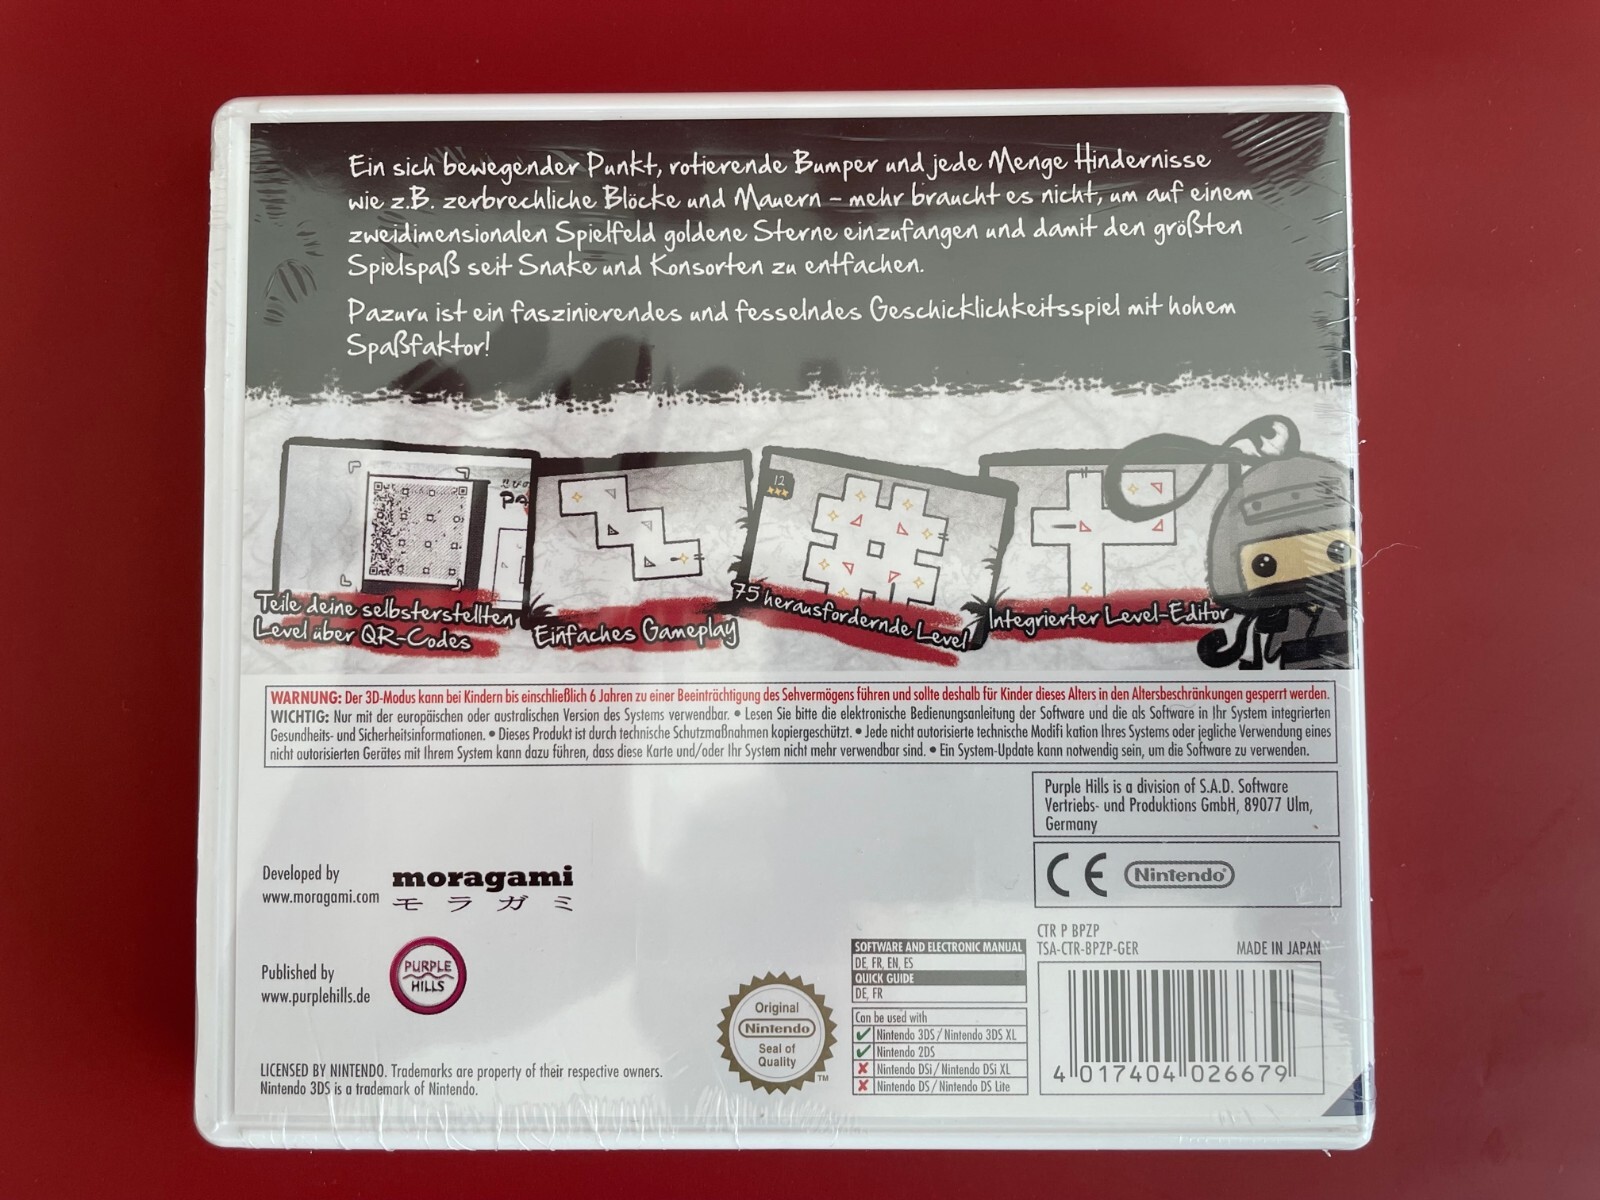 Ein sich bewegender Punkt, rotierende Bumper und jede Menge Hindernisse
wie z.B. zerbrechliche Blöcke und Mauern – mehr braucht es nicht, um auf einem
zweidimensionalen Spielfeld goldene Sterne einzufangen und damit den größten
Spielspaß seit Snake und Konsorten zu entfachen.
Pazuru ist ein faszinierendes und fesselndes Geschicklichkeitsspiel mit hohem
Spaßfaktor!
PA
12
Teile deine selbsterstellten
Level über QR-Codes
Einfaches Gameplay
75 herausfordernde Level
Integrierter Level-Editor
WARNUNG: Der 3D-Modus kann bei Kindern bis einschließlich 6 Jahren zu einer Beeinträchtigung des Sehvermögens führen und sollte deshalb für Kinder dieses Alters in den Altersbeschränkungen gesperrt werden.
WICHTIG: Nur mit der europäischen oder australischen Version des Systems verwendbar. • Lesen Sie bitte die elektronische Bedienungsanleitung der Software und die als Software in Ihr System integrierten
Gesundheits- und Sicherheitsinformationen. • Dieses Produkt ist durch technische Schutzmaßnahmen kopiergeschützt. • Jede nicht autorisierte technische Modifi kation Ihres Systems oder jegliche Verwendung eines
nicht autorisierten Gerätes mit Ihrem System kann dazu führen, dass diese Karte und/oder Ihr System nicht mehr verwendbar sind. • Ein System-Update kann notwendig sein, um die Software zu verwenden.
Purple Hills is a division of S.A.D. Software
Vertriebs- und Produktions GmbH, 89077 Ulm,
Germany
CE Nintendo®
Developed by
www.moragami.com
moragami
モラガミ
Published by
www.purplehills.de
PURPLE
HILLS
LICENSED BY NINTENDO. Trademarks are property of their respective owners.
Nintendo 3DS is a trademark of Nintendo.
Original
Nintendo
Seal of
Quality
TM
SOFTWARE AND ELECTRONIC MANUAL
DE, FR, EN, ES
QUICK GUIDE
DE, FR
Can be used with
✓ Nintendo 3DS / Nintendo 3DS XL
✓ Nintendo 2DS
✗ Nintendo DSi / Nintendo DSi XL
✗ Nintendo DS / Nintendo DS Lite
CTR P BPZP
TSA-CTR-BPZP-GER MADE IN JAPAN
4 017404 026679